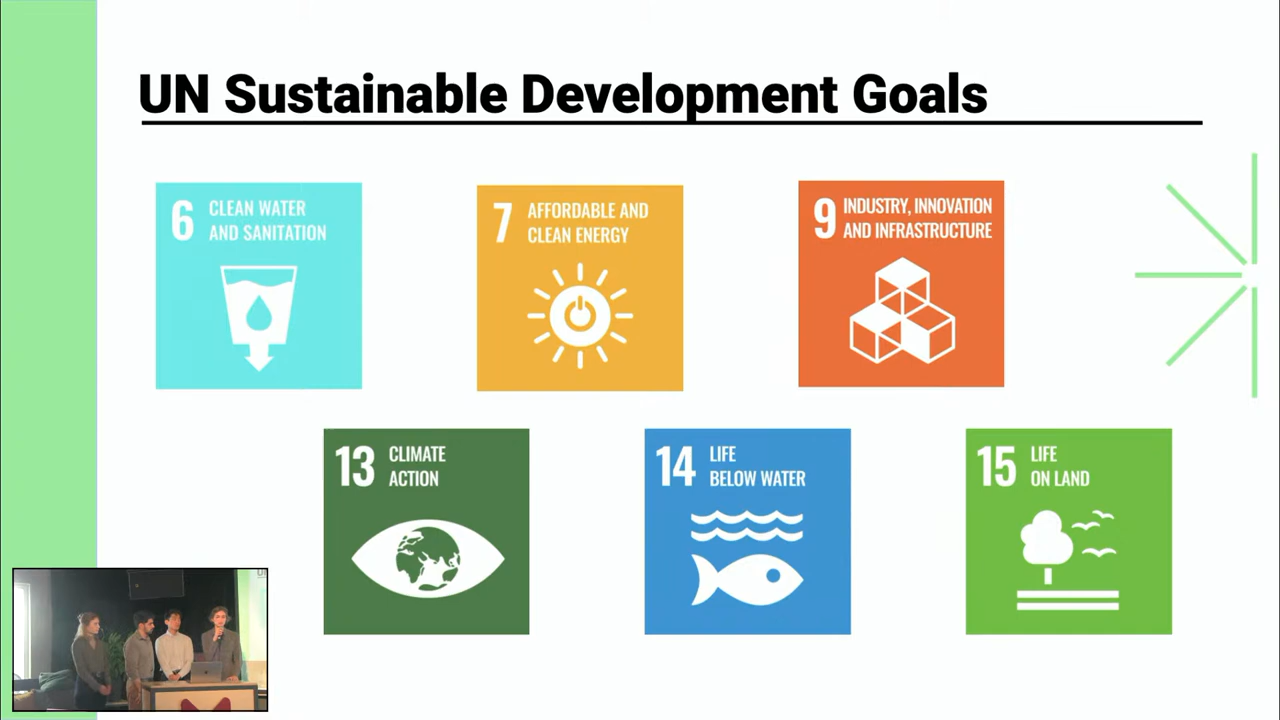 UN Sustainable Development Goals
6 CLEAN WATER
AND SANITATION
7 AFFORDABLE AND
CLEAN ENERGY
9 INDUSTRY, INNOVATION
AND INFRASTRUCTURE
13 CLIMATE
ACTION
14 LIFE
BELOW WATER
15 LIFE
ON LAND